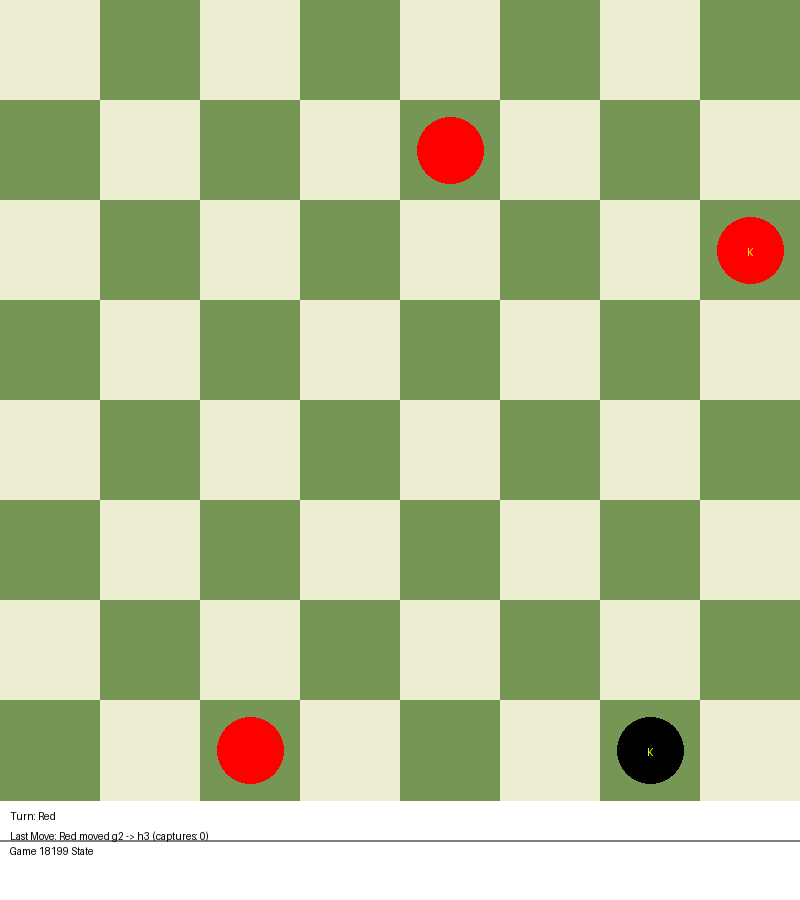 K
K
Turn: Red
Last Move: Red moved g2 -> h3 (captures: 0)
Game 18199 State